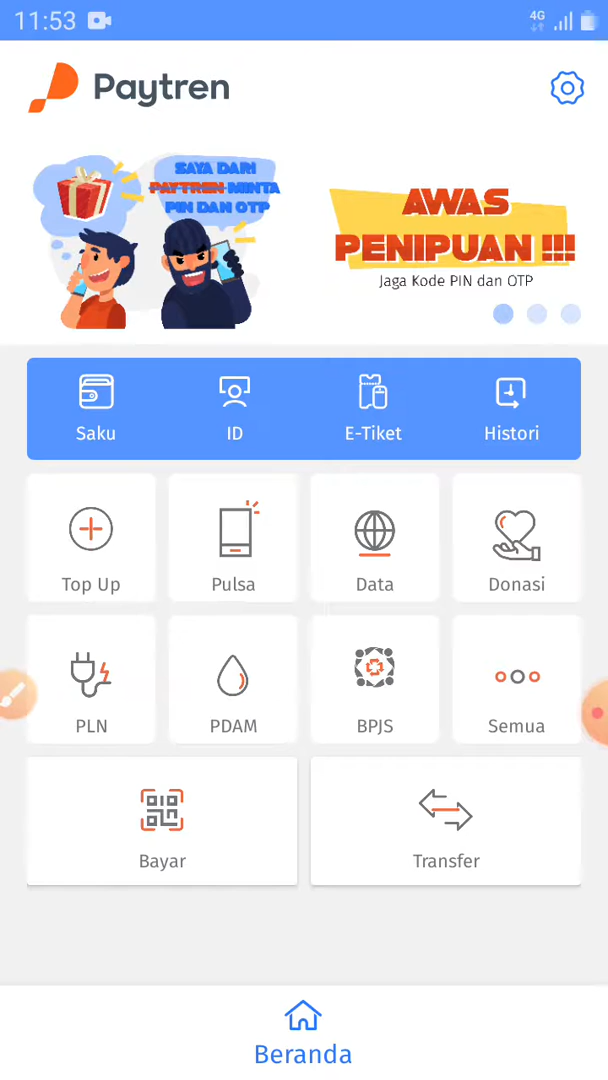 11:53
4G
Paytren
SAYA DARI
PAYTREN MINTA
PIN DAN OTP
AWAS
PENIPUAN !!!
Jaga Kode PIN dan OTP
Saku
ID
E-Tiket
Histori
Top Up
Pulsa
Data
Donasi
PLN
PDAM
BPJS
Semua
Bayar
Transfer
Beranda